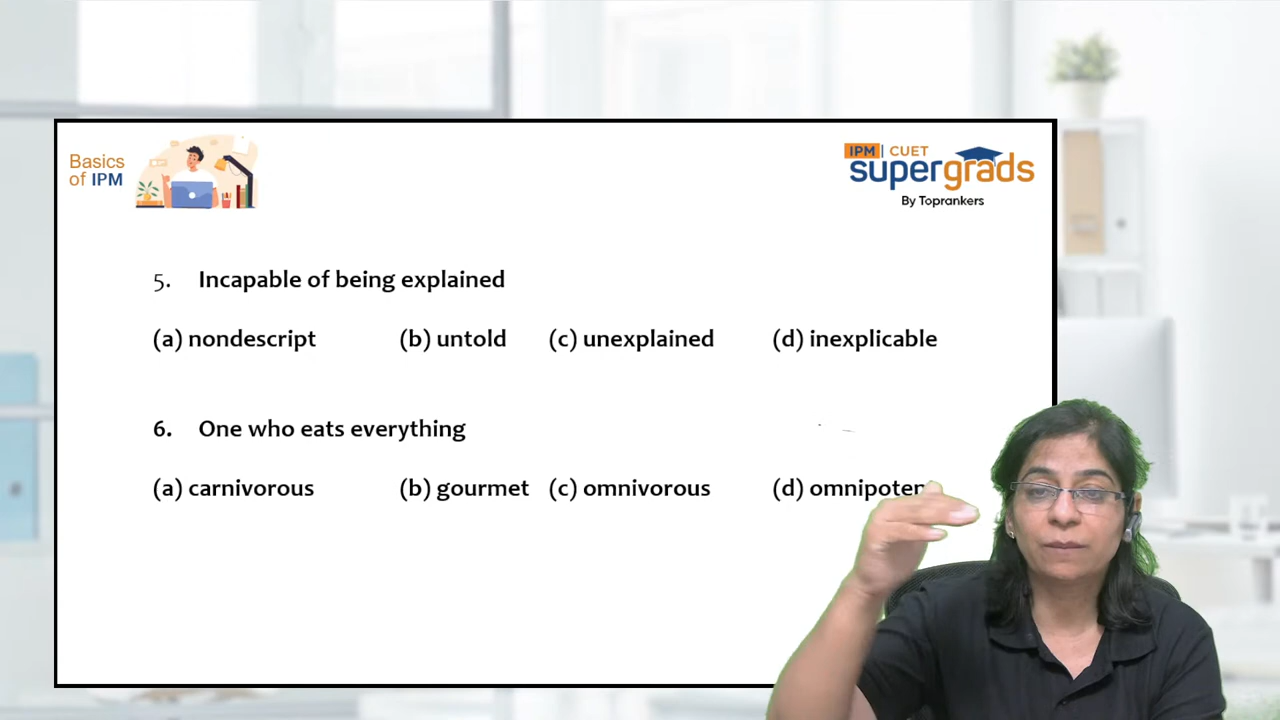 Basics
of IPM
IPM | CUET
supergrads
By Toprankers
5. Incapable of being explained
(a) nondescript (b) untold (c) unexplained (d) inexplicable
6. One who eats everything
(a) carnivorous (b) gourmet (c) omnivorous (d)